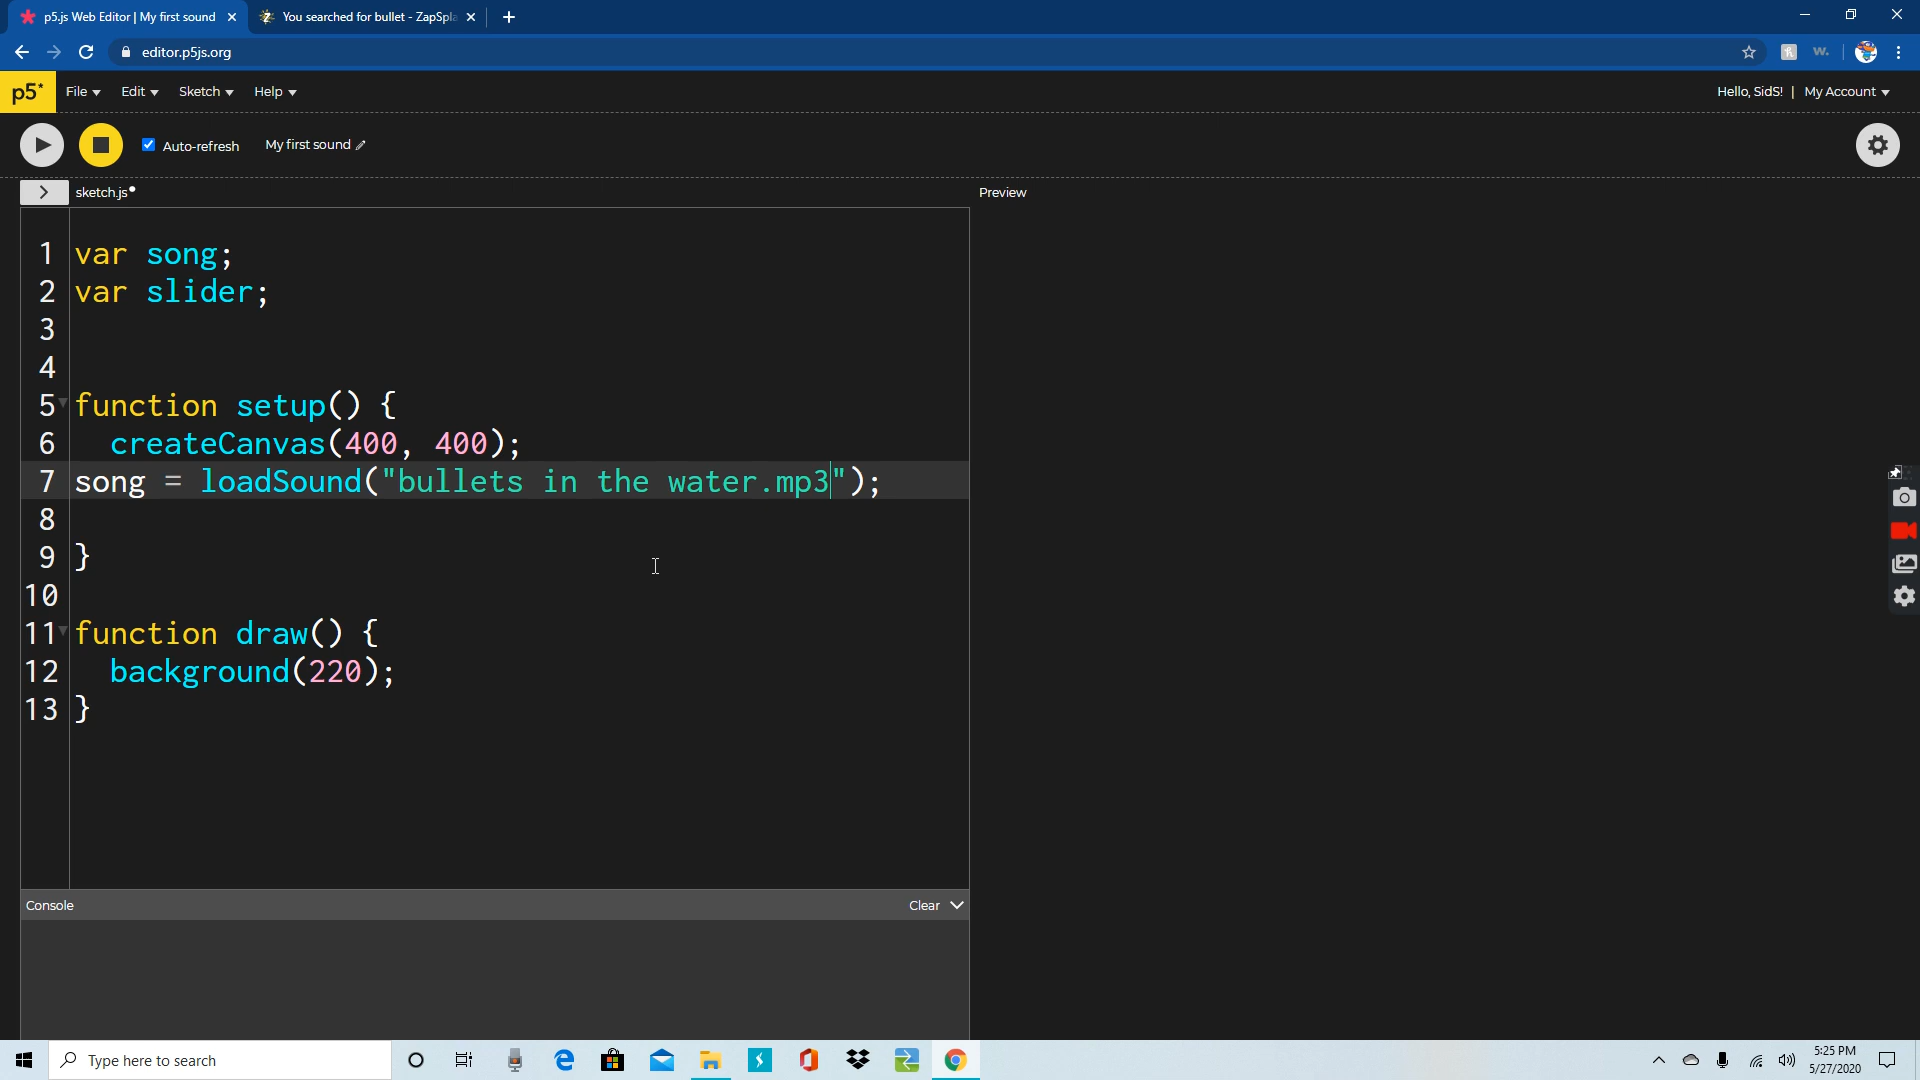 p5.js Web Editor | My first sound
You searched for bullet - ZapSpla
editor.p5js.org
w.
p5*
File
Edit
Sketch
Help
Hello, SidS! | My Account
Auto-refresh
My first sound
sketch.js
Preview
1 var song;
2 var slider;
3
4
5 function setup() {
6 createCanvas(400, 400);
7 song = loadSound("bullets in the water.mp3");
8
9 }
10
11 function draw() {
12 background(220);
13 }
Console
Clear
Type here to search
5:25 PM
5/27/2020